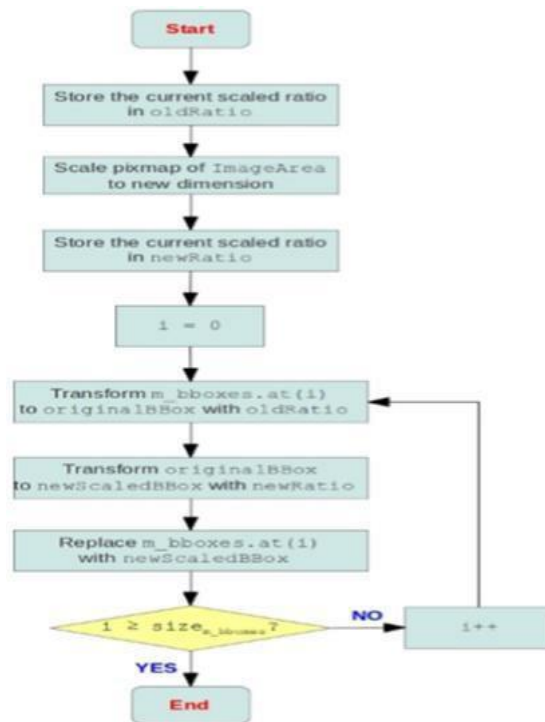 Start
Store the current scaled ratio
in oldRatio
Scale pixmap of ImageArea
to new dimension
Store the current scaled ratio
in newRatio
i = 0
Transform m_bboxes.at(i)
to originalBBox with oldRatio
Transform originalBBox
to newScaledBBox with newRatio
Replace m_bboxes.at(i)
with newScaledBBox
i ≥ size m_bboxes ?
NO
i++
YES
End